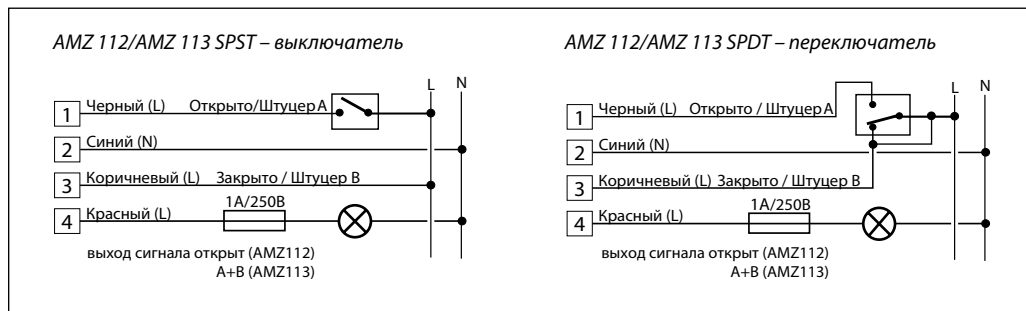 AMZ 112/AMZ 113 SPST – выключатель
L
N
1 Черный (L) Открыто/Штуцер А
2 Синий (N)
3 Коричневый (L) Закрыто / Штуцер В
4 Красный (L) 1А/250В
выход сигнала открыт (AMZ112)
А+В (AMZ113)
AMZ 112/AMZ 113 SPDT – переключатель
L
N
1 Черный (L) Открыто / Штуцер А
2 Синий (N)
3 Коричневый (L) Закрыто / Штуцер В
4 Красный (L) 1А/250В
выход сигнала открыт (AMZ112)
А+В (AMZ113)